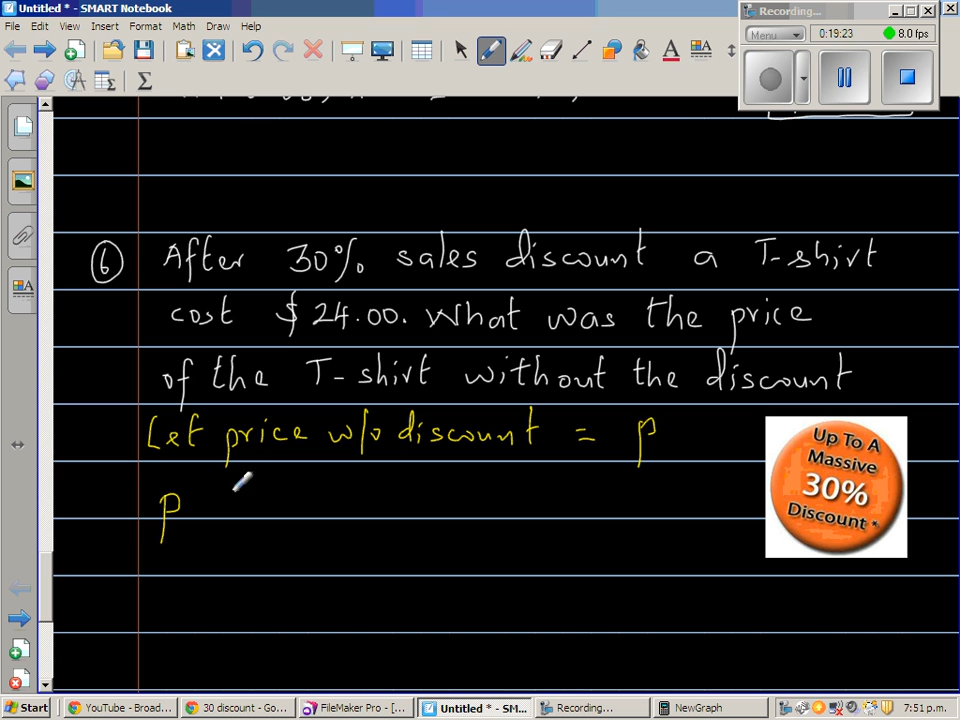 Untitled * - SMART Notebook
File Edit View Insert Format Math Draw Help
Recording...
Menu
0:19:23
8.0 fps
6 After 30% sales discount a T-shirt
cost $24.00. What was the price
of the T-shirt without the discount
Let price w/o discount = P
P
Up To A
Massive
30%
Discount *
Start
YouTube - Broad...
30 discount - Go...
FileMaker Pro - [...
Untitled * - SM...
Recording...
NewGraph
7:51 p.m.